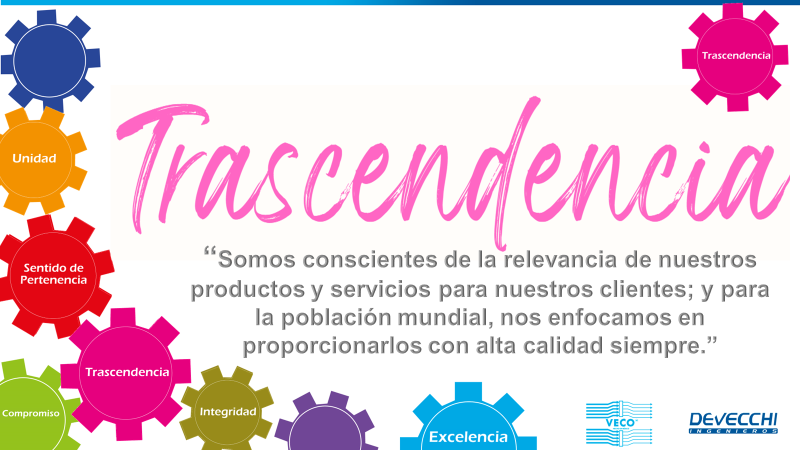 Trascendencia
Unidad
Trascendencia
Sentido de
Pertenencia
“Somos conscientes de la relevancia de nuestros
productos y servicios para nuestros clientes; y para
la población mundial, nos enfocamos en
proporcionarlos con alta calidad siempre.”
Trascendencia
Compromiso
Integridad
Excelencia
VECO®
DEVECCHI
INGENIEROS